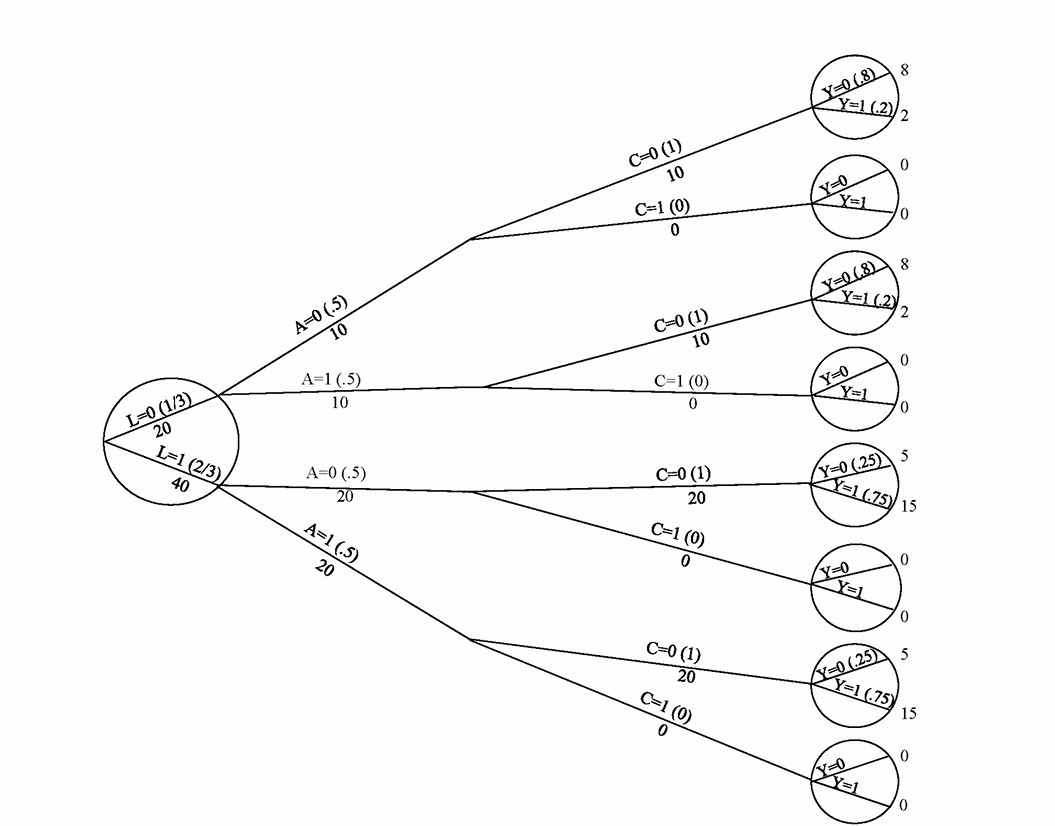 Y=0 (.8)
8
Y=1 (.2)
2
C=0 (1)
10
Y=0
0
Y=1
0
C=1 (0)
0
Y=0 (.8)
8
Y=1 (.2)
2
A=0 (.5)
10
C=0 (1)
10
Y=0
0
Y=1
0
A=1 (.5)
10
C=1 (0)
0
L=0 (1/3)
20
L=1 (2/3)
40
A=0 (.5)
20
C=0 (1)
20
Y=0 (.25)
5
Y=1 (.75)
15
C=1 (0)
0
Y=0
0
Y=1
0
A=1 (.5)
20
C=0 (1)
20
Y=0 (.25)
5
Y=1 (.75)
15
C=1 (0)
0
Y=0
0
Y=1
0